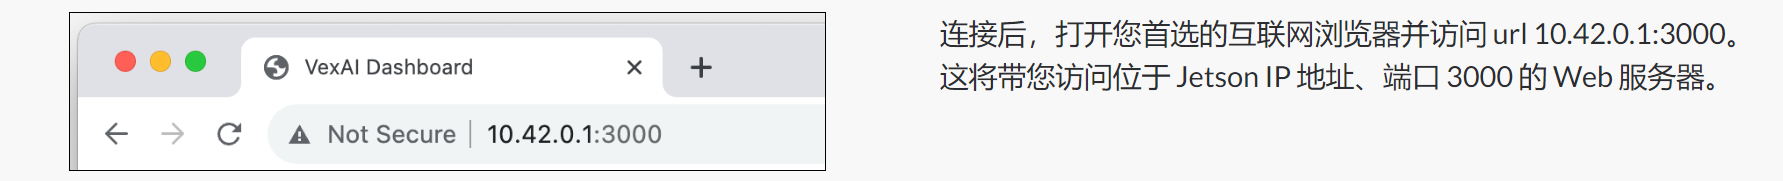 VexAI Dashboard
Not Secure | 10.42.0.1:3000
连接后，打开您首选的互联网浏览器并访问 url 10.42.0.1:3000。
这将带您访问位于 Jetson IP 地址、端口 3000 的 Web 服务器。